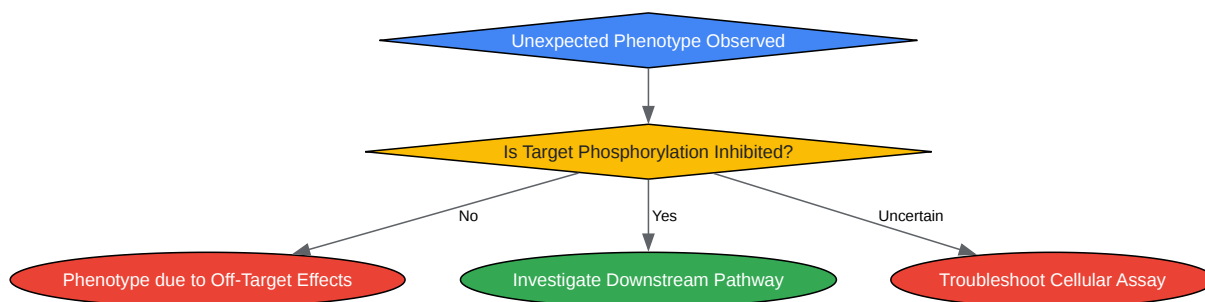 Unexpected Phenotype Observed
Is Target Phosphorylation Inhibited?
No
Yes
Uncertain
Phenotype due to Off-Target Effects
Investigate Downstream Pathway
Troubleshoot Cellular Assay